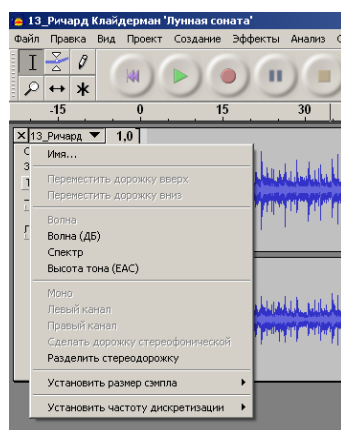 13_Ричард Клайдерман 'Лунная соната'
Файл Правка Вид Проект Создание Эффекты Анализ
-15 0 15 30
13_Ричард 1,0
Имя...
Переместить дорожку вверх
Переместить дорожку вниз
Волна
Волна (ДБ)
Спектр
Высота тона (EAC)
Моно
Левый канал
Правый канал
Сделать дорожку стереофонической
Разделить стереодорожку
Установить размер сэмпла
Установить частоту дискретизации